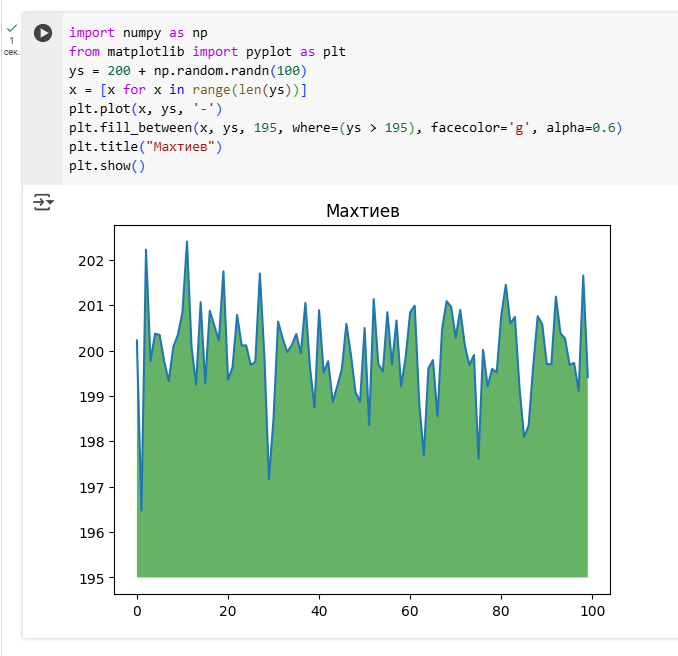 1
сек.
import numpy as np
from matplotlib import pyplot as plt
ys = 200 + np.random.randn(100)
x = [x for x in range(len(ys))]
plt.plot(x, ys, '-')
plt.fill_between(x, ys, 195, where=(ys > 195), facecolor='g', alpha=0.6)
plt.title("Махтиев")
plt.show()
Махтиев
202
201
200
199
198
197
196
195
0 20 40 60 80 100